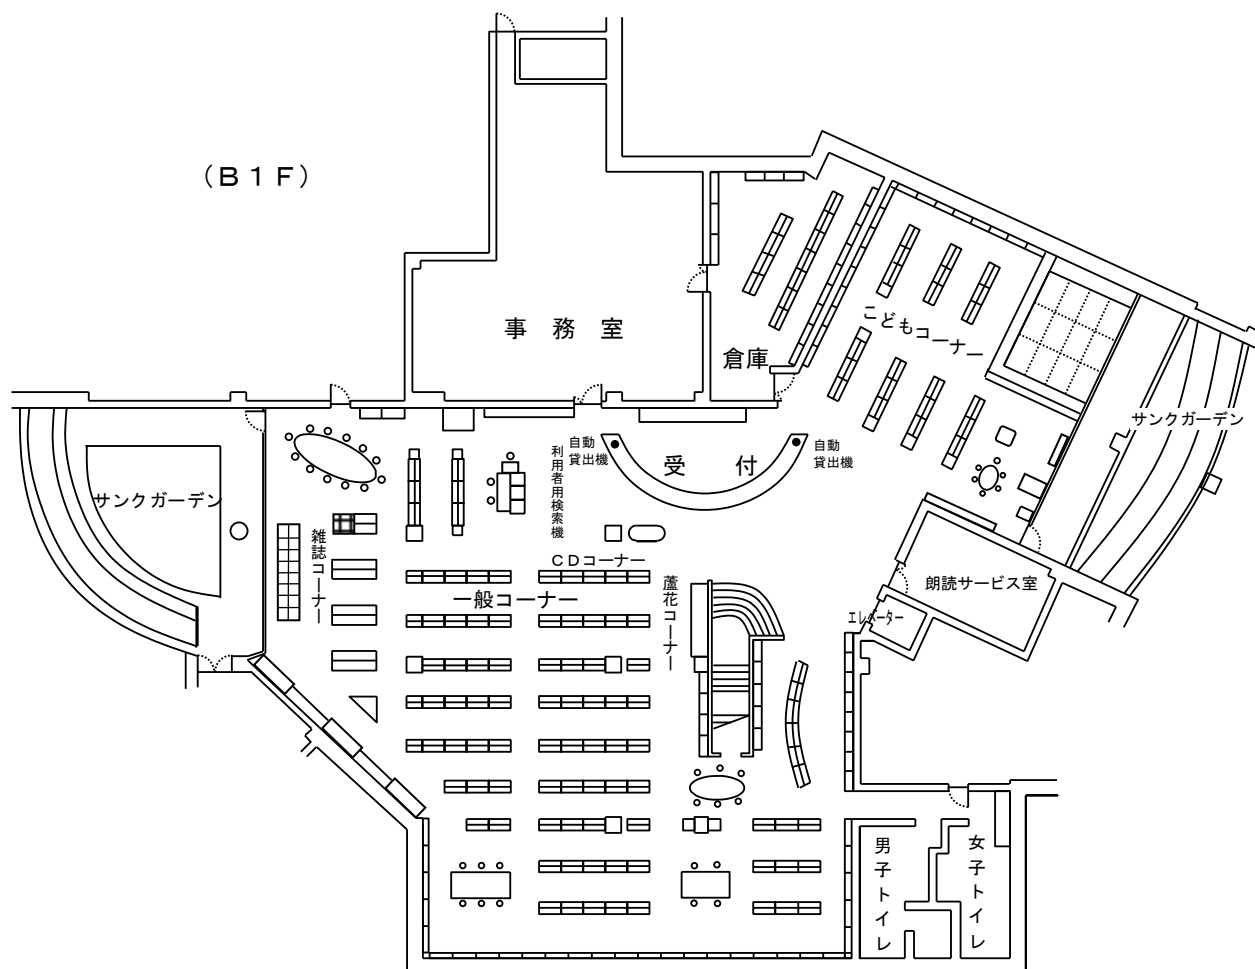 （Ｂ１Ｆ）
事務室
倉庫
こどもコーナー
サンクガーデン
自動
貸出機
受付
自動
貸出機
利用者用検索機
サンクガーデン
雑誌コーナー
ＣＤコーナー
一般コーナー
蘆花コーナー
朗読サービス室
エレベーター
男子トイレ
女子トイレ